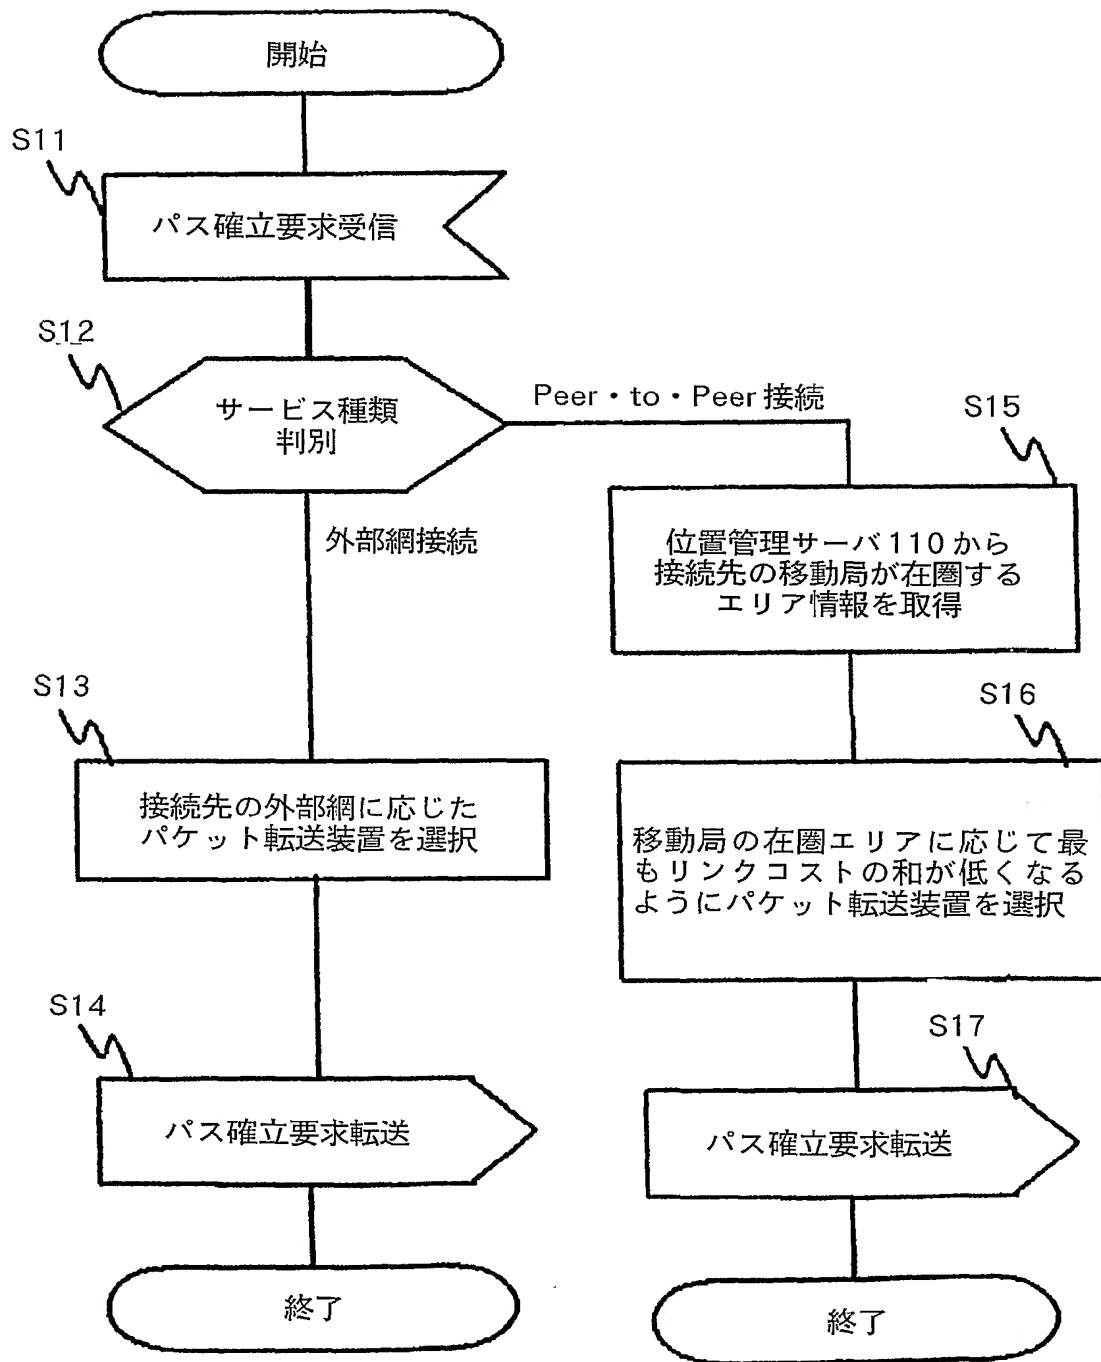 開始
S11
パス確立要求受信
S12
サービス種類
判別
Peer・to・Peer 接続
外部網接続
S13
接続先の外部網に応じた
パケット転送装置を選択
S14
パス確立要求転送
終了
S15
位置管理サーバ 110 から
接続先の移動局が在圏する
エリア情報を取得
S16
移動局の在圏エリアに応じて最
もリンクコストの和が低くなる
ようにパケット転送装置を選択
S17
パス確立要求転送
終了